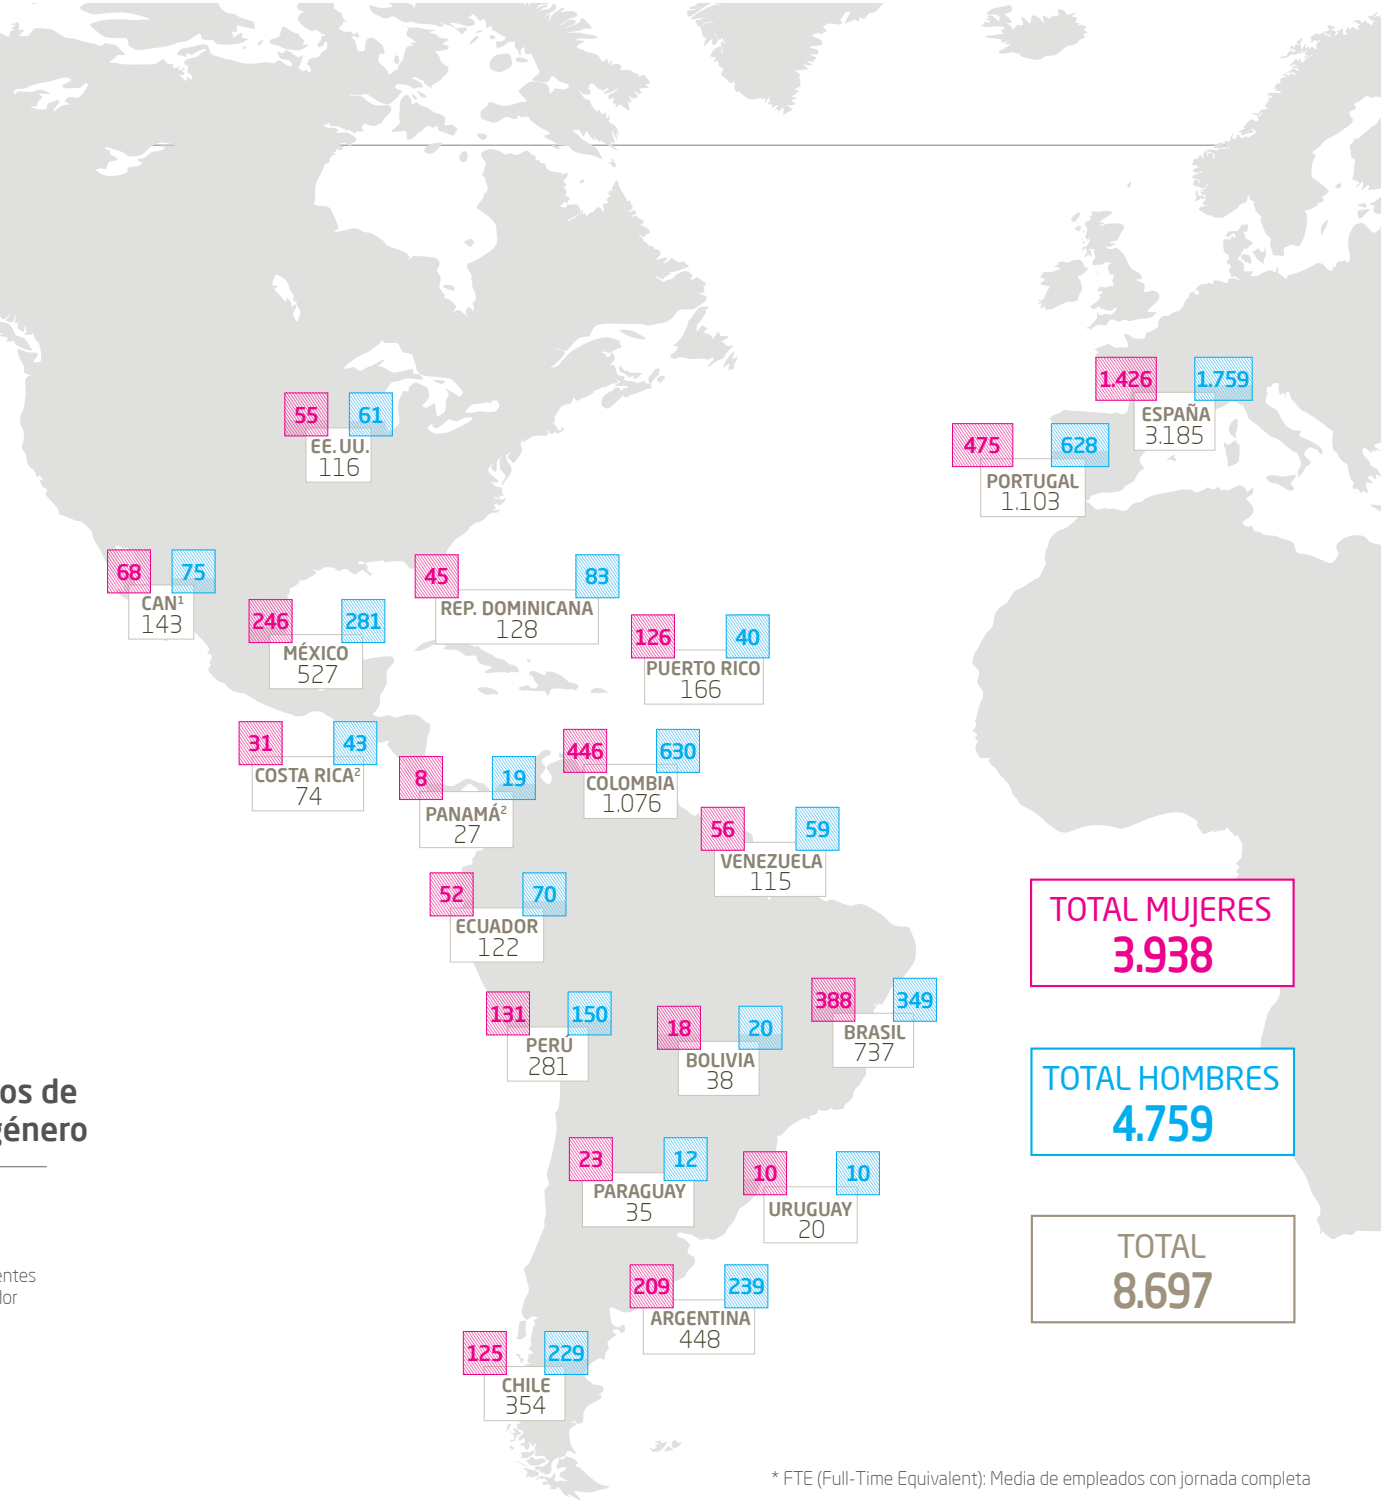 1.426 1.759
ESPAÑA
3.185
55 61
EE.UU.
116
475 628
PORTUGAL
1.103
68 75
CAN¹
143
45 83
REP. DOMINICANA
128
246 281
MÉXICO
527
126 40
PUERTO RICO
166
31 43
COSTA RICA²
74
8 19
PANAMÁ²
27
446 630
COLOMBIA
1.076
56 59
VENEZUELA
115
52 70
ECUADOR
122
TOTAL MUJERES
3.938
131 150
PERÚ
281
18 20
BOLIVIA
38
388 349
BRASIL
737
TOTAL HOMBRES
4.759
os de
género
23 12
PARAGUAY
35
10 10
URUGUAY
20
TOTAL
8.697
entes
lor
209 239
ARGENTINA
448
125 229
CHILE
354
* FTE (Full-Time Equivalent): Media de empleados con jornada completa